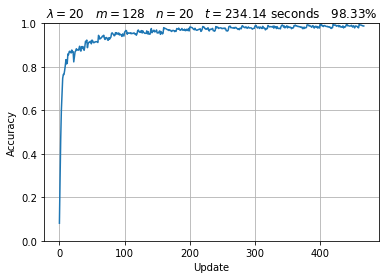 λ = 20 m = 128 n = 20 t = 234.14 seconds 98.33%
1.0
0.8
0.6
0.4
0.2
0.0
Accuracy
0 100 200 300 400
Update